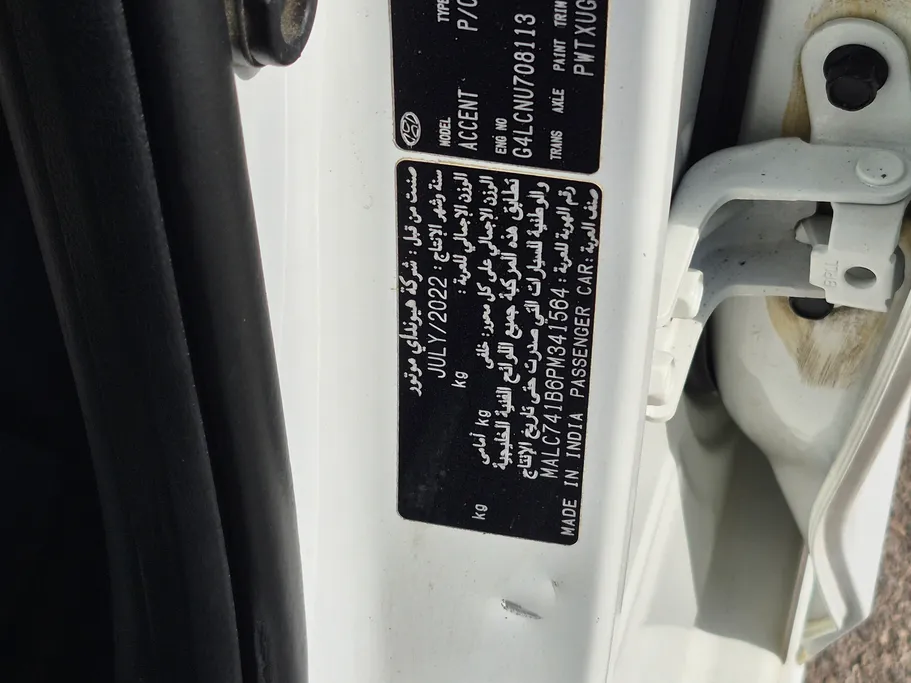 MODEL
ACCENT
TYPE
ENG NO
G4LCNU708113
TRANS AXLE PAINT TRIM
PWTXUG
صنعت من قبل : شركة هيونداي موتور
سنة وشهر الإنتاج : JULY/2022
الوزن الإجمالي للعربة : kg
الوزن الإجمالي على كل محور: خلفي kg أمامي kg
تطابق هذه المركبة جميع اللوائح الفنية الخليجية
والوطنية للسيارات التي صدرت حتى تاريخ الإنتاج
رقم الهوية للعربة : MALC741B6PM341564
صنف العربة: PASSENGER CAR
MADE IN INDIA
BPLL